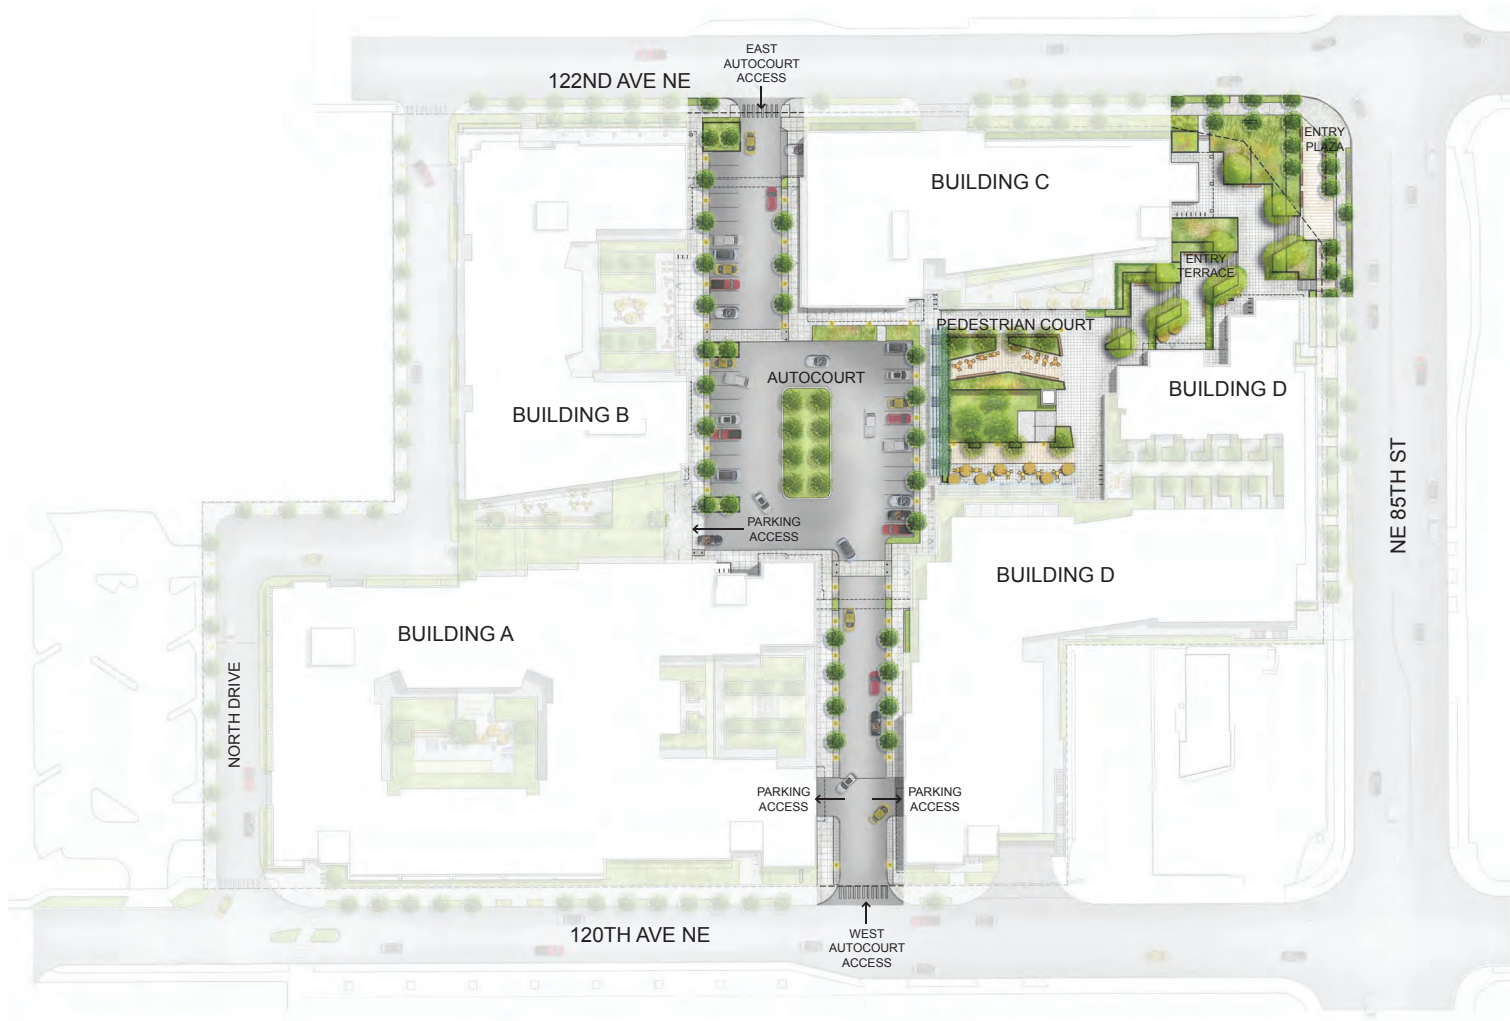 EAST
AUTOCOURT
ACCESS
122ND AVE NE
ENTRY
PLAZA
BUILDING C
ENTRY
TERRACE
PEDESTRIAN COURT
AUTOCOURT
BUILDING B
BUILDING D
NE 85TH ST
PARKING
ACCESS
BUILDING D
BUILDING A
NORTH DRIVE
PARKING
ACCESS
PARKING
ACCESS
120TH AVE NE
WEST
AUTOCOURT
ACCESS